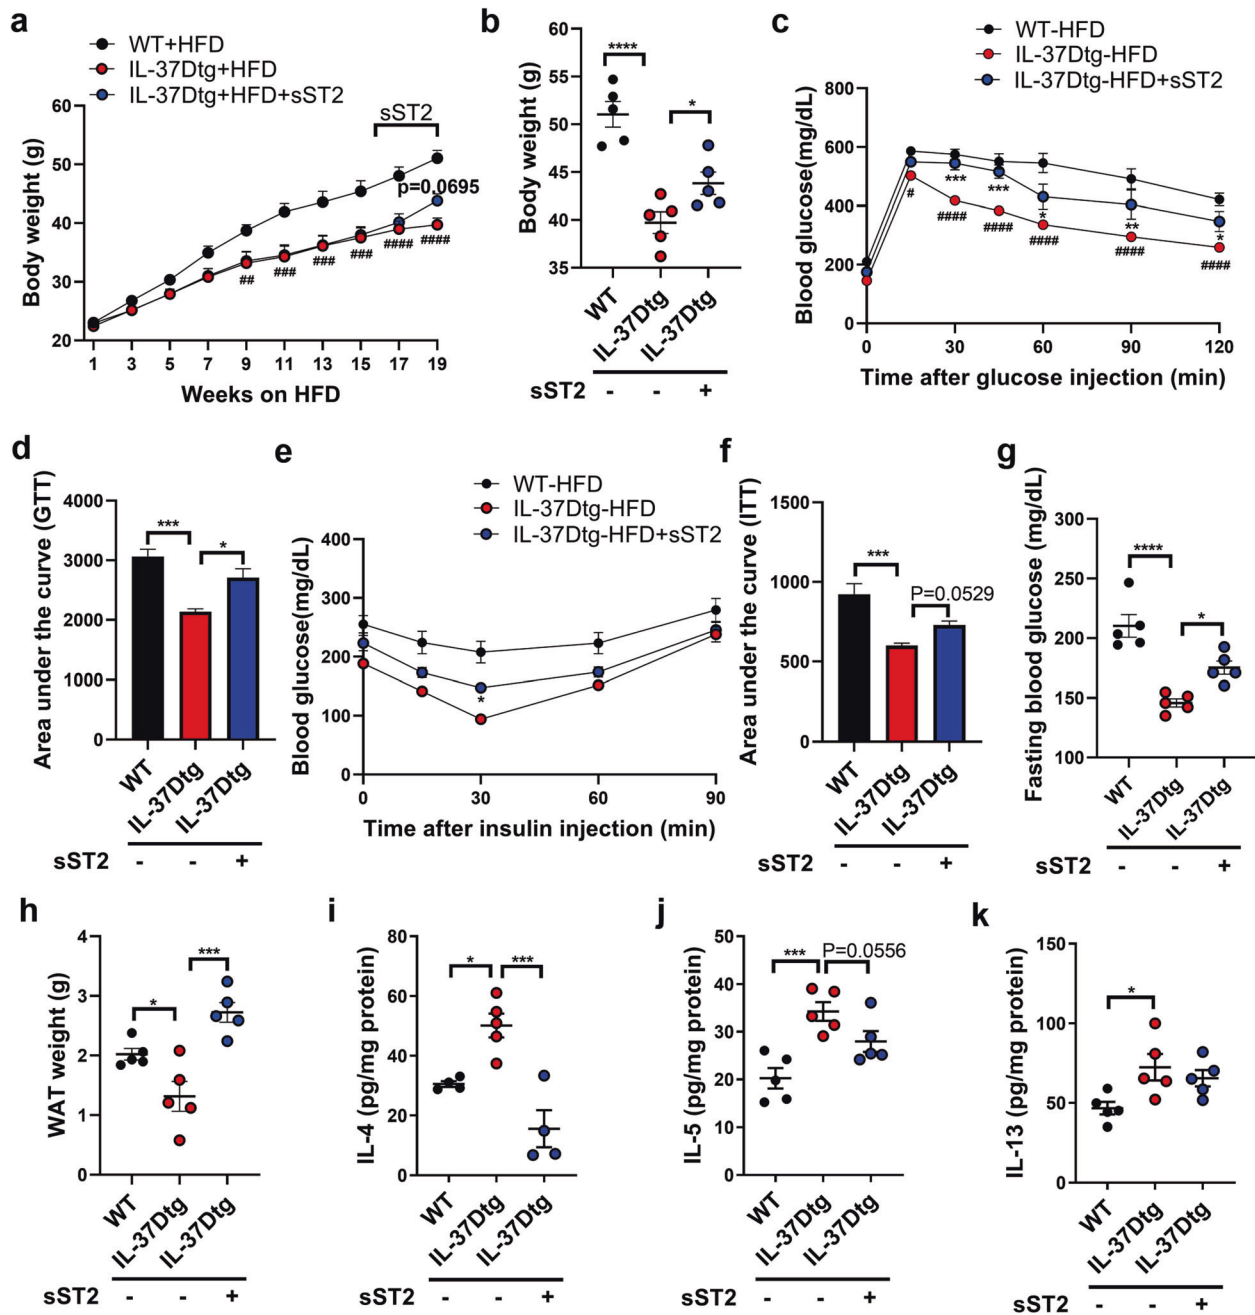 a
WT+HFD
IL-37Dtg+HFD
IL-37Dtg+HFD+sST2
sST2
p=0.0695
Body weight (g)
60
50
40
30
20
## ### ### ### #### ####
1 3 5 7 9 11 13 15 17 19
Weeks on HFD
b
Body weight (g)
60
55
50
45
40
35
****
*
WT IL-37Dtg IL-37Dtg
sST2 - - +
c
WT-HFD
IL-37Dtg-HFD
IL-37Dtg-HFD+sST2
Blood glucose(mg/dL)
800
600
400
200
0
*** *** * ** *
# #### #### #### #### ####
0 30 60 90 120
Time after glucose injection (min)
d
Area under the curve (GTT)
4000
3000
2000
1000
0
***
*
WT IL-37Dtg IL-37Dtg
sST2 - - +
e
WT-HFD
IL-37Dtg-HFD
IL-37Dtg-HFD+sST2
Blood glucose(mg/dL)
400
300
200
100
0
*
0 30 60 90
Time after insulin injection (min)
f
Area under the curve (ITT)
1500
1000
500
0
***
P=0.0529
WT IL-37Dtg IL-37Dtg
sST2 - - +
g
Fasting blood glucose (mg/dL)
300
250
200
150
100
****
*
WT IL-37Dtg IL-37Dtg
sST2 - - +
h
WAT weight (g)
4
3
2
1
0
*
***
WT IL-37Dtg IL-37Dtg
sST2 - - +
i
IL-4 (pg/mg protein)
80
60
40
20
0
*
***
WT IL-37Dtg IL-37Dtg
sST2 - - +
j
IL-5 (pg/mg protein)
50
40
30
20
10
0
***
P=0.0556
WT IL-37Dtg IL-37Dtg
sST2 - - +
k
IL-13 (pg/mg protein)
150
100
50
0
*
WT IL-37Dtg IL-37Dtg
sST2 - - +